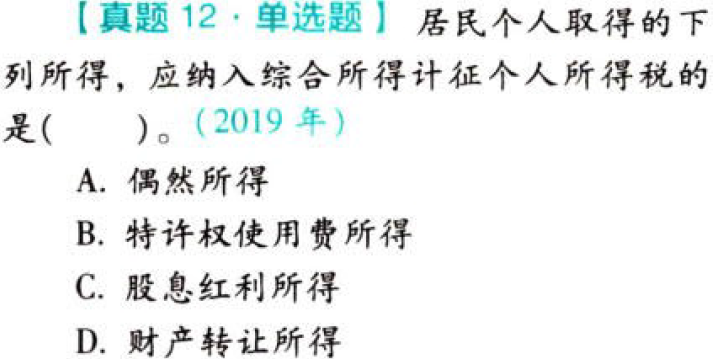 【真题 12·单选题】 居民个人取得的下
列所得，应纳入综合所得计征个人所得税的
是(　　)。(2019 年)
A. 偶然所得
B. 特许权使用费所得
C. 股息红利所得
D. 财产转让所得